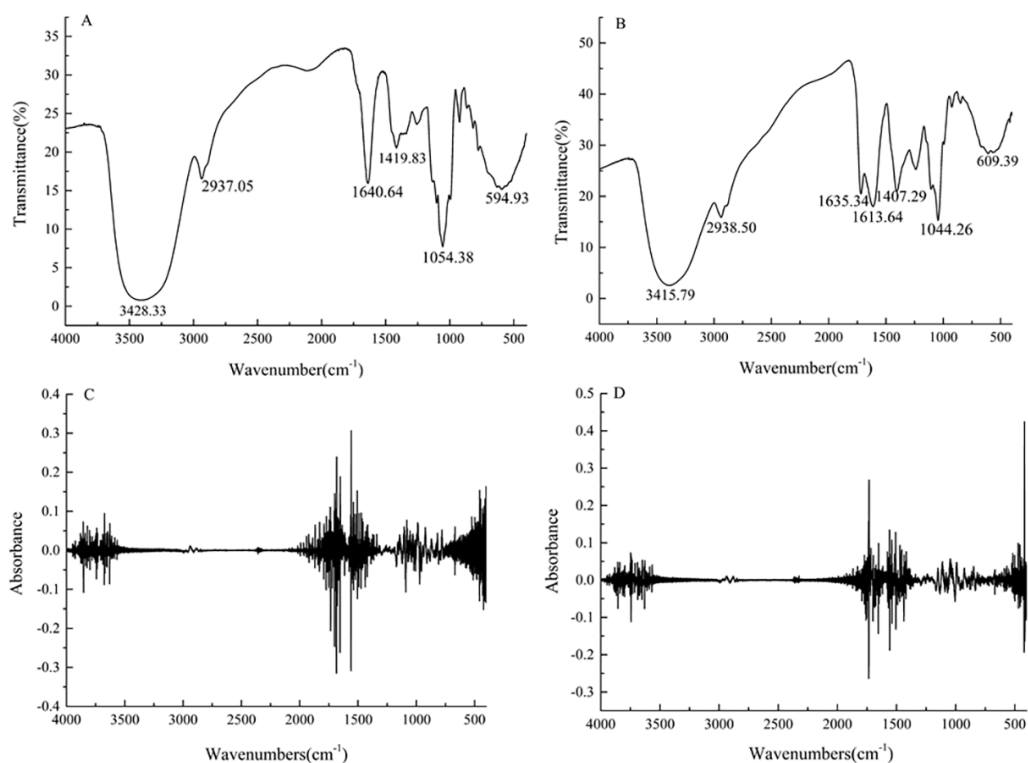 A
35
30
25
20
15
10
5
0
Transmittance(%)
2937.05
1640.64
1419.83
594.93
1054.38
3428.33
4000 3500 3000 2500 2000 1500 1000 500
Wavenumber(cm-1)
B
50
40
30
20
10
0
Transmittance(%)
609.39
1635.34
1407.29
1613.64
2938.50
1044.26
3415.79
4000 3500 3000 2500 2000 1500 1000 500
Wavenumber(cm-1)
C
0.4
0.3
0.2
0.1
0.0
-0.1
-0.2
-0.3
-0.4
Absorbance
4000 3500 3000 2500 2000 1500 1000 500
Wavenumbers(cm-1)
D
0.5
0.4
0.3
0.2
0.1
0.0
-0.1
-0.2
-0.3
Absorbance
4000 3500 3000 2500 2000 1500 1000 500
Wavenumbers(cm-1)